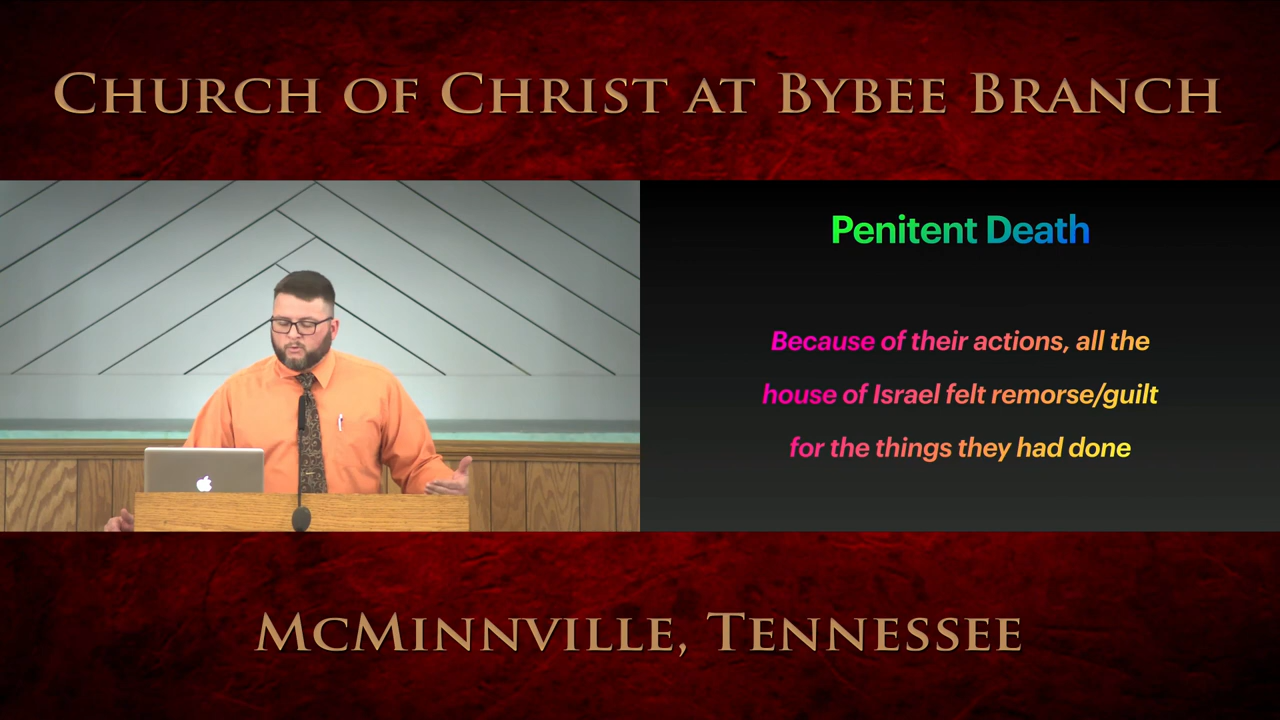 Church of Christ at Bybee Branch
Penitent Death
Because of their actions, all the
house of Israel felt remorse/guilt
for the things they had done
McMinnville, Tennessee